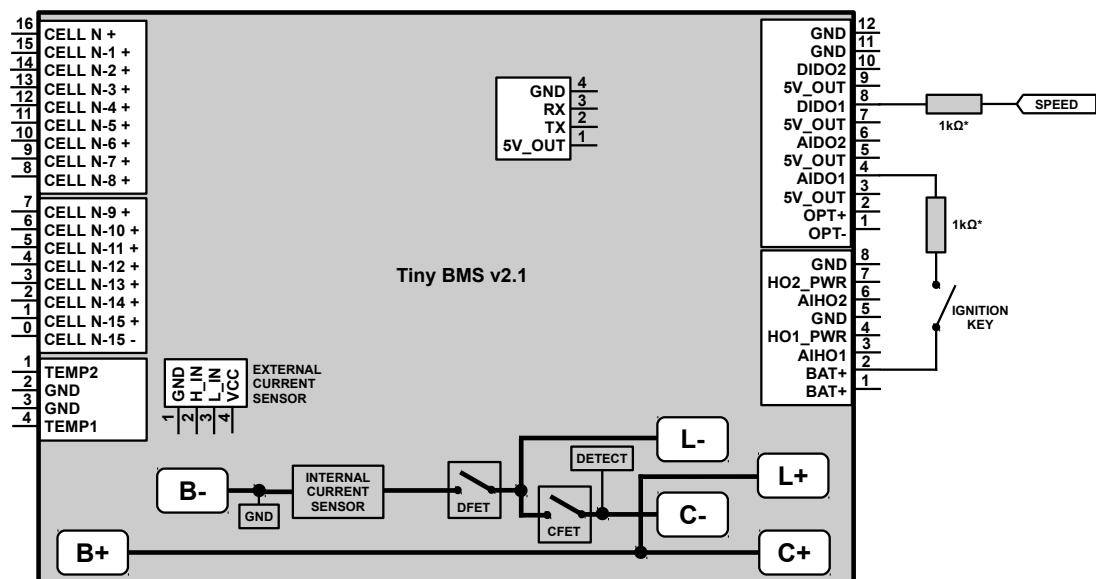 16 CELL N +
15 CELL N-1 +
14 CELL N-2 +
13 CELL N-3 +
12 CELL N-4 +
11 CELL N-5 +
10 CELL N-6 +
9 CELL N-7 +
8 CELL N-8 +
7 CELL N-9 +
6 CELL N-10 +
5 CELL N-11 +
4 CELL N-12 +
3 CELL N-13 +
2 CELL N-14 +
1 CELL N-15 +
0 CELL N-15 -
1 TEMP2
2 GND
3 GND
4 TEMP1
GND 4
RX 3
TX 2
5V_OUT 1
Tiny BMS v2.1
GND 12
GND 11
DIDO2 10
5V_OUT 9
DIDO1 8
5V_OUT 7
AIDO2 6
5V_OUT 5
AIDO1 4
5V_OUT 3
OPT+ 2
OPT- 1
GND 8
HO2_PWR 7
AIHO2 6
GND 5
HO1_PWR 4
AIHO1 3
BAT+ 2
BAT+ 1
1kΩ*
SPEED
1kΩ*
IGNITION
KEY
1 GND
2 H_IN
3 L_IN
4 VCC
EXTERNAL
CURRENT
SENSOR
B-
GND
INTERNAL
CURRENT
SENSOR
DFET
CFET
DETECT
L-
C-
L+
B+
C+